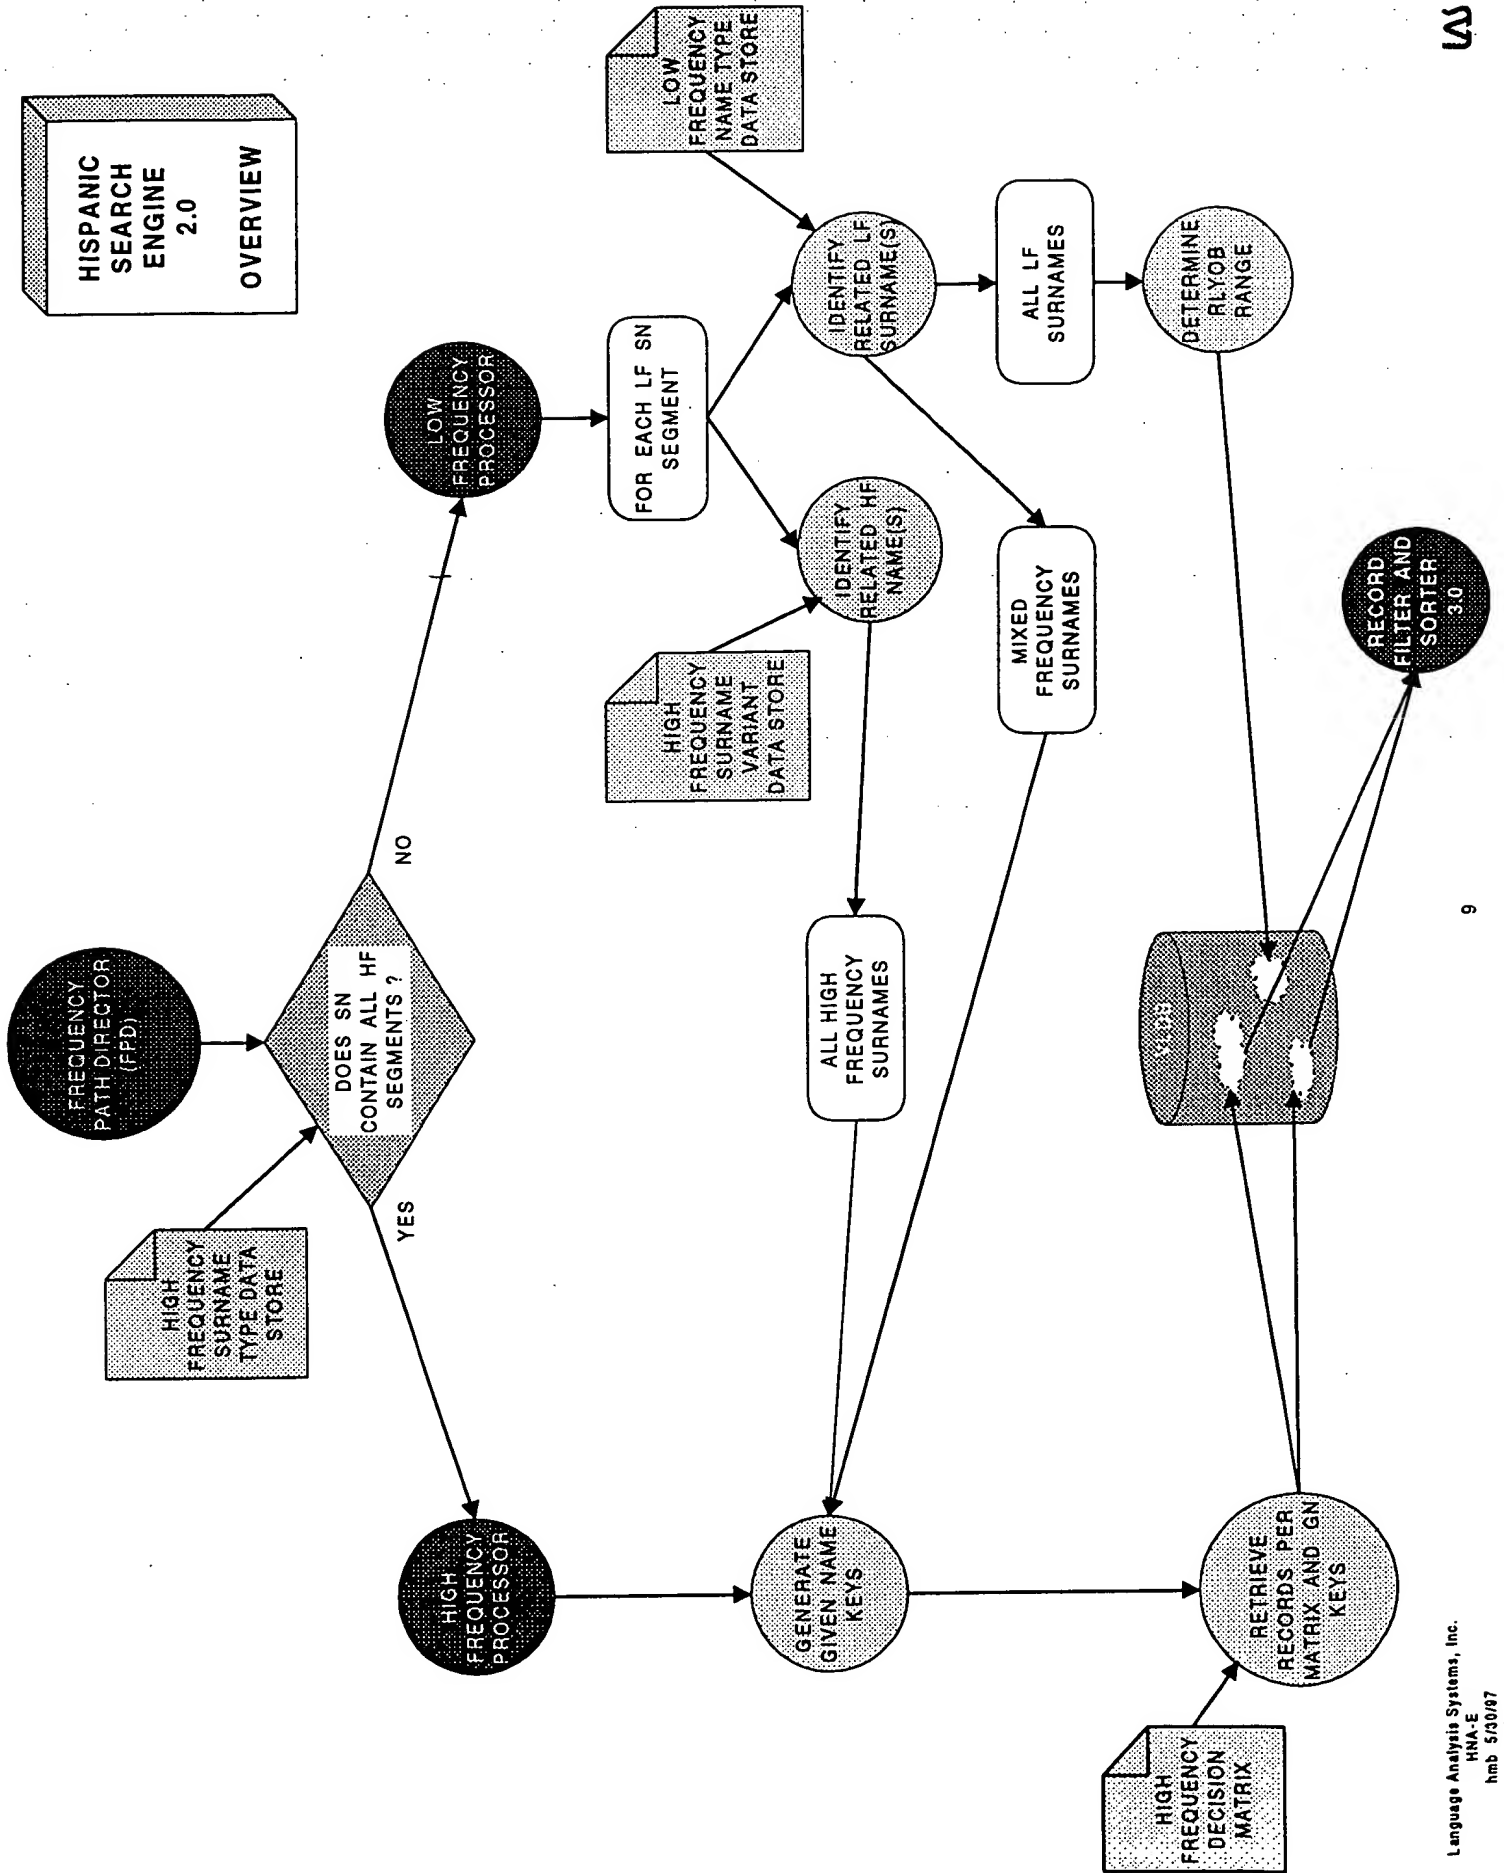 HISPANIC
SEARCH
ENGINE
2.0
OVERVIEW
FREQUENCY
PATH DIRECTOR
(FPD)
HIGH
FREQUENCY
SURNAME
TYPE DATA
STORE
DOES SN
CONTAIN ALL HF
SEGMENTS ?
YES
NO
HIGH
FREQUENCY
PROCESSOR
LOW
FREQUENCY
PROCESSOR
FOR EACH LF SN
SEGMENT
HIGH
FREQUENCY
SURNAME
VARIANT
DATA STORE
LOW
FREQUENCY
NAME TYPE
DATA STORE
IDENTIFY
RELATED HF
NAME(S)
IDENTIFY
RELATED LF
SURNAME(S)
GENERATE
GIVEN NAME
KEYS
ALL HIGH
FREQUENCY
SURNAMES
MIXED
FREQUENCY
SURNAMES
ALL LF
SURNAMES
HIGH
FREQUENCY
DECISION
MATRIX
RETRIEVE
RECORDS PER
MATRIX AND GN
KEYS
DETERMINE
RLYOB
RANGE
RECORD
FILTER AND
SORTER
3.0
Language Analysis Systems, Inc.
HNA-E
hmb 5/30/97
9